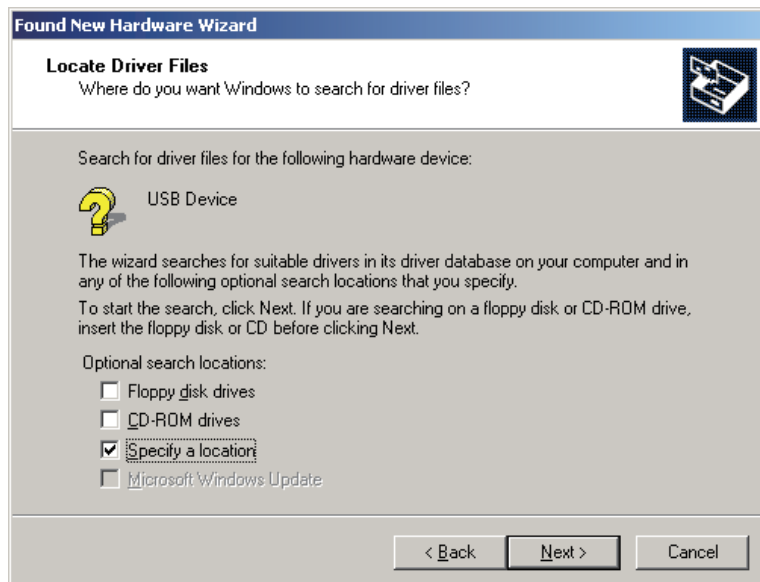 Found New Hardware Wizard
Locate Driver Files
Where do you want Windows to search for driver files?
Search for driver files for the following hardware device:
USB Device
The wizard searches for suitable drivers in its driver database on your computer and in
any of the following optional search locations that you specify.
To start the search, click Next. If you are searching on a floppy disk or CD-ROM drive,
insert the floppy disk or CD before clicking Next.
Optional search locations:
Floppy disk drives
CD-ROM drives
Specify a location
Microsoft Windows Update
< Back Next > Cancel